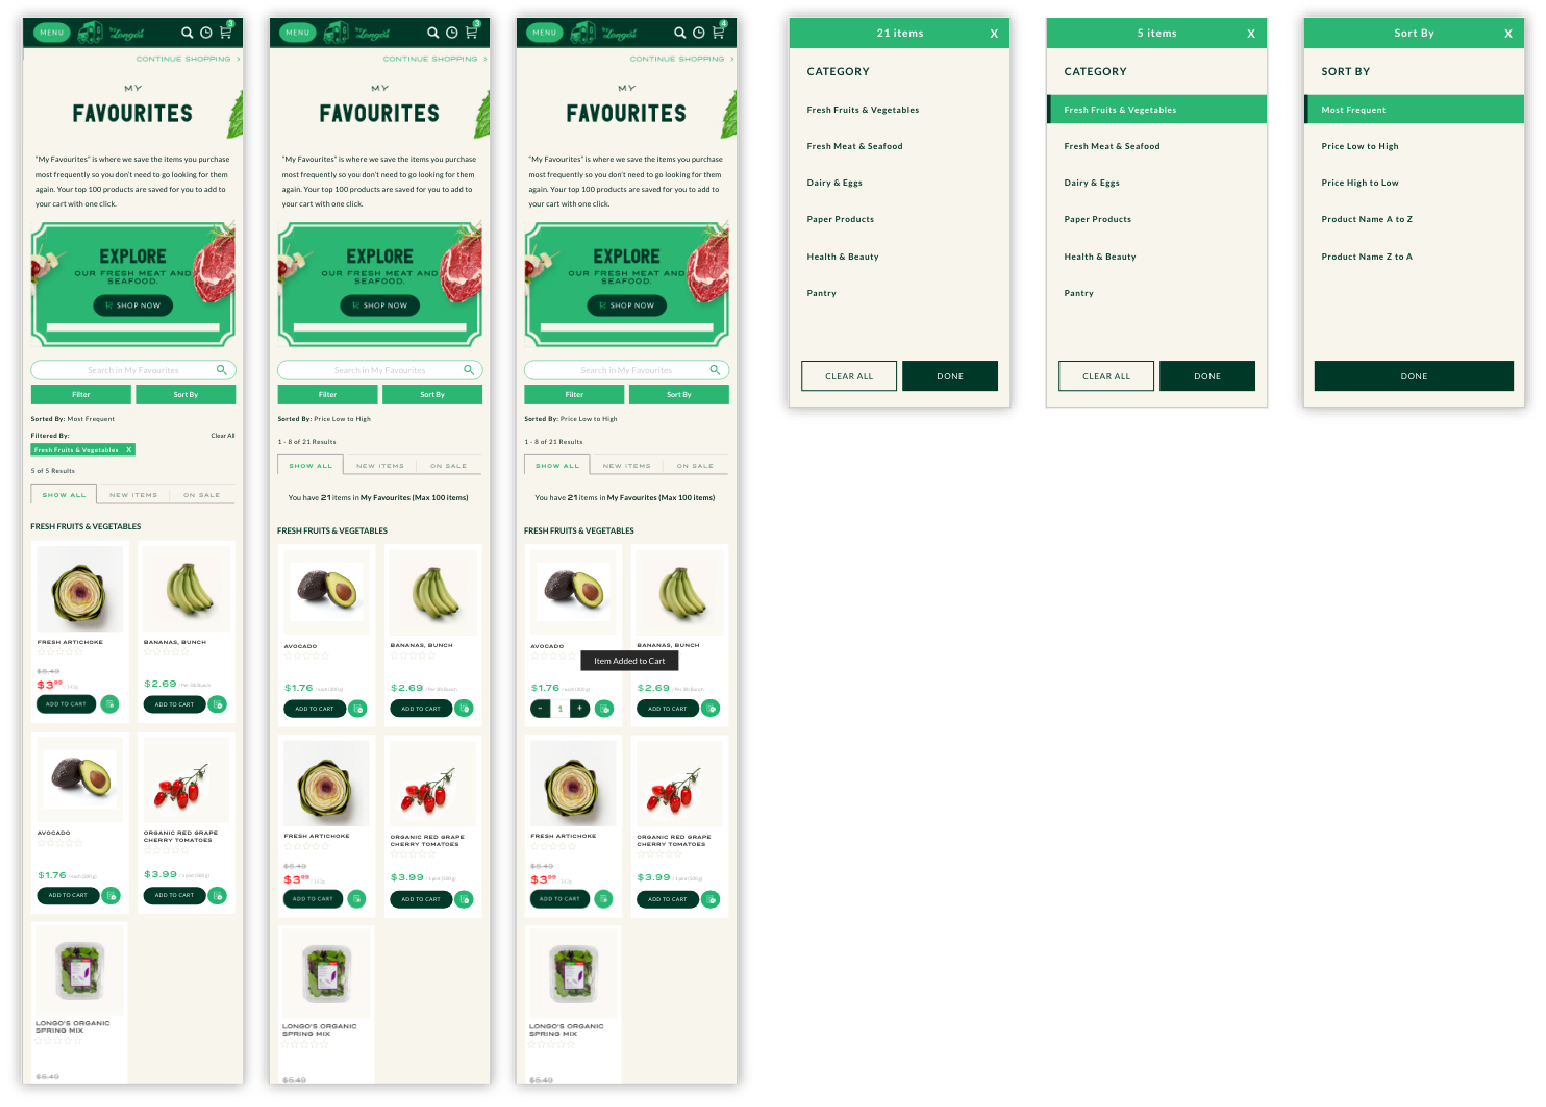 MENU
Longo's
3
CONTINUE SHOPPING >
MY
FAVOURITES
"My Favourites" is where we save the items you purchase
most frequently so you don't need to go looking for them
again. Your top 100 products are saved for you to add to
your cart with one click.
EXPLORE
OUR FRESH MEAT AND
SEAFOOD.
SHOP NOW
Search in My Favourites
Filter
Sort By
Sorted By: Most Frequent
Filtered By:
Clear All
Fresh Fruits & Vegetables X
5 of 5 Results
SHOW ALL
NEW ITEMS
ON SALE
FRESH FRUITS & VEGETABLES
FRESH ARTICHOKE
BANANAS, BUNCH
$5.49
$3.99
$2.69
ADD TO CART
ADD TO CART
AVOCADO
ORGANIC RED GRAPE
CHERRY TOMATOES
$1.76
$3.99
ADD TO CART
ADD TO CART
LONGO'S ORGANIC
SPRING MIX
$5.49
MENU
Longo's
3
CONTINUE SHOPPING >
MY
FAVOURITES
"My Favourites" is where we save the items you purchase
most frequently so you don't need to go looking for them
again. Your top 100 products are saved for you to add to
your cart with one click.
EXPLORE
OUR FRESH MEAT AND
SEAFOOD.
SHOP NOW
Search in My Favourites
Filter
Sort By
Sorted By: Price Low to High
1 - 8 of 21 Results
SHOW ALL
NEW ITEMS
ON SALE
You have 21 items in My Favourites (Max 100 items)
FRESH FRUITS & VEGETABLES
AVOCADO
BANANAS, BUNCH
$1.76
$2.69
ADD TO CART
ADD TO CART
FRESH ARTICHOKE
ORGANIC RED GRAPE
CHERRY TOMATOES
$5.49
$3.99
$3.99
ADD TO CART
ADD TO CART
LONGO'S ORGANIC
SPRING MIX
$5.49
MENU
Longo's
4
CONTINUE SHOPPING >
MY
FAVOURITES
"My Favourites" is where we save the items you purchase
most frequently so you don't need to go looking for them
again. Your top 100 products are saved for you to add to
your cart with one click.
EXPLORE
OUR FRESH MEAT AND
SEAFOOD.
SHOP NOW
Search in My Favourites
Filter
Sort By
Sorted By: Price Low to High
1 - 8 of 21 Results
SHOW ALL
NEW ITEMS
ON SALE
You have 21 items in My Favourites (Max 100 items)
FRESH FRUITS & VEGETABLES
AVOCADO
BANANAS, BUNCH
Item Added to Cart
$1.76
$2.69
- 1 +
ADD TO CART
FRESH ARTICHOKE
ORGANIC RED GRAPE
CHERRY TOMATOES
$5.49
$3.99
$3.99
ADD TO CART
ADD TO CART
LONGO'S ORGANIC
SPRING MIX
$5.49
21 items X
CATEGORY
Fresh Fruits & Vegetables
Fresh Meat & Seafood
Dairy & Eggs
Paper Products
Health & Beauty
Pantry
CLEAR ALL
DONE
5 items X
CATEGORY
Fresh Fruits & Vegetables
Fresh Meat & Seafood
Dairy & Eggs
Paper Products
Health & Beauty
Pantry
CLEAR ALL
DONE
Sort By X
SORT BY
Most Frequent
Price Low to High
Price High to Low
Product Name A to Z
Product Name Z to A
DONE